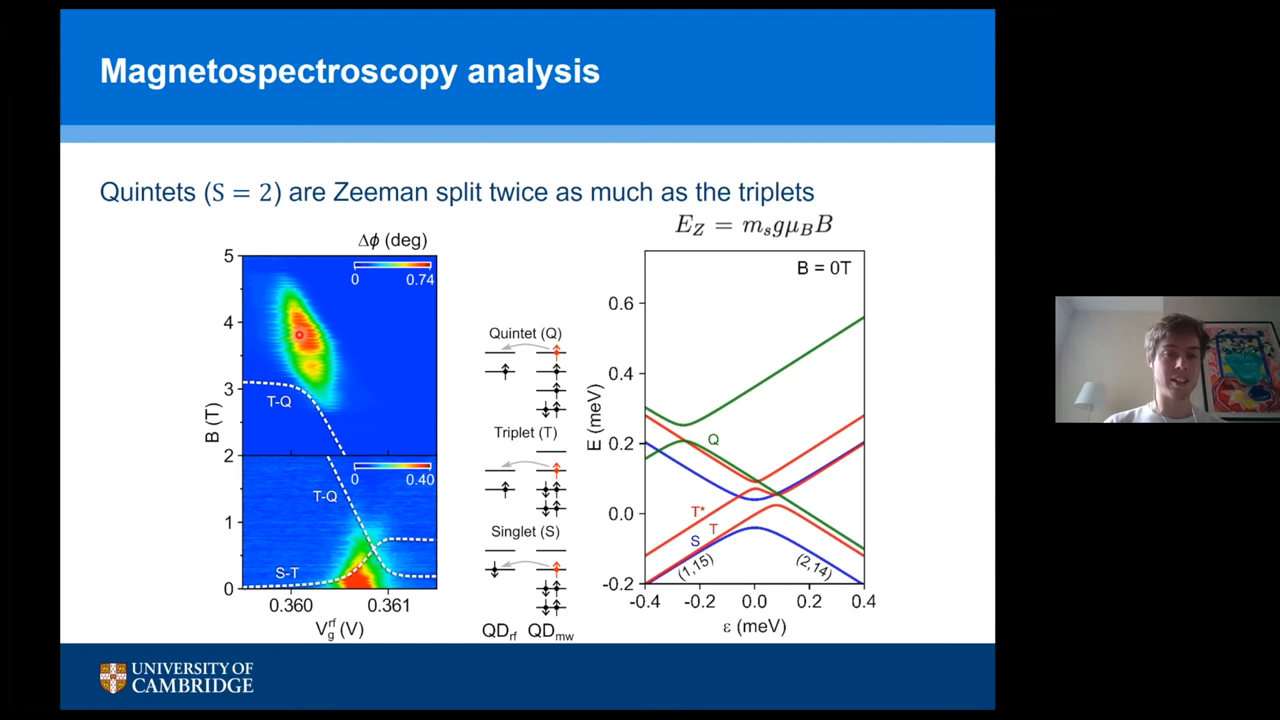 Magnetospectroscopy analysis
Quintets (S = 2) are Zeeman split twice as much as the triplets
E_Z = m_s g μ_B B
Δϕ (deg)
0 0.74
5
4
3
2
1
0
B (T)
T-Q
0 0.40
T-Q
S-T
0.360 0.361
V_g^rf (V)
Quintet (Q)
Triplet (T)
Singlet (S)
QD_rf QD_mw
B = 0T
0.6
0.4
0.2
0.0
-0.2
E (meV)
Q
T*
T
S
(1,15)
(2,14)
-0.4 -0.2 0.0 0.2 0.4
ε (meV)
UNIVERSITY OF
CAMBRIDGE